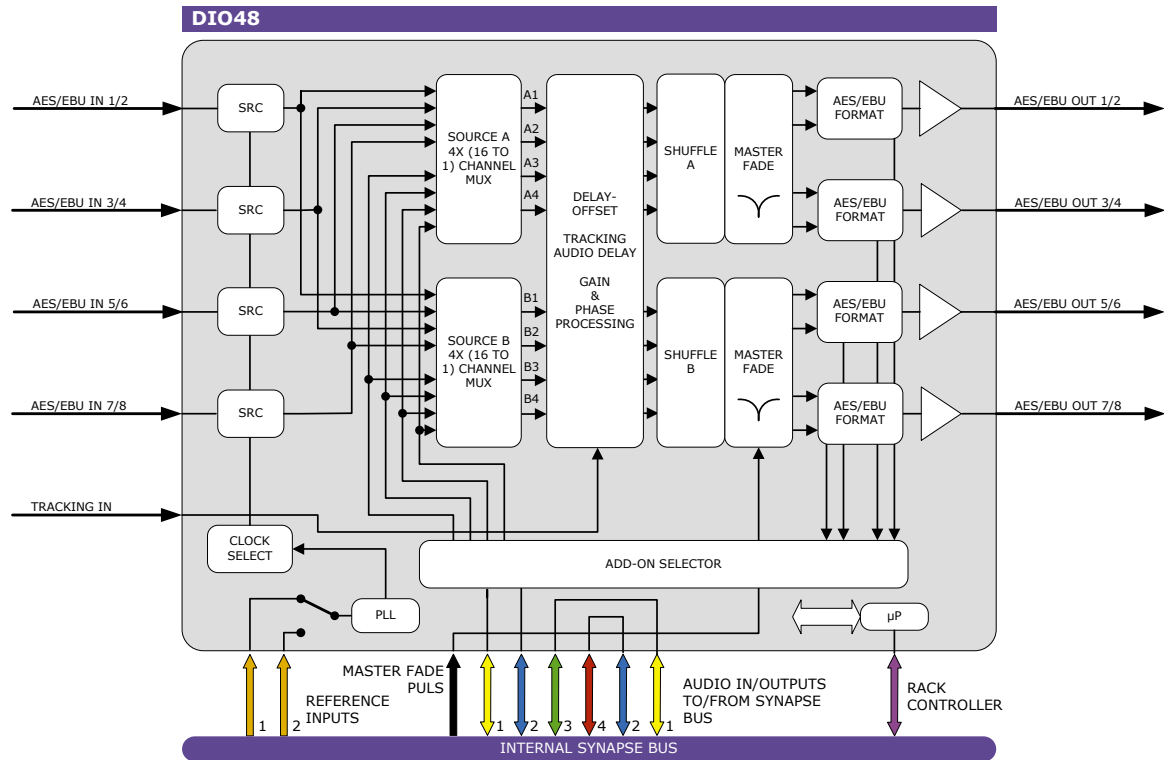 DIO48
AES/EBU IN 1/2
AES/EBU IN 3/4
AES/EBU IN 5/6
AES/EBU IN 7/8
TRACKING IN
SRC
SRC
SRC
SRC
CLOCK
SELECT
PLL
SOURCE A
4X (16 TO
1) CHANNEL
MUX
A1
A2
A3
A4
SOURCE B
4X (16 TO
1) CHANNEL
MUX
B1
B2
B3
B4
DELAY-
OFFSET
TRACKING
AUDIO DELAY
GAIN
&
PHASE
PROCESSING
SHUFFLE
A
MASTER
FADE
SHUFFLE
B
MASTER
FADE
AES/EBU
FORMAT
AES/EBU
FORMAT
AES/EBU
FORMAT
AES/EBU
FORMAT
AES/EBU OUT 1/2
AES/EBU OUT 3/4
AES/EBU OUT 5/6
AES/EBU OUT 7/8
ADD-ON SELECTOR
µP
1
2
REFERENCE
INPUTS
MASTER FADE
PULS
1
2
3
4
2
1
AUDIO IN/OUTPUTS
TO/FROM SYNAPSE
BUS
RACK
CONTROLLER
INTERNAL SYNAPSE BUS